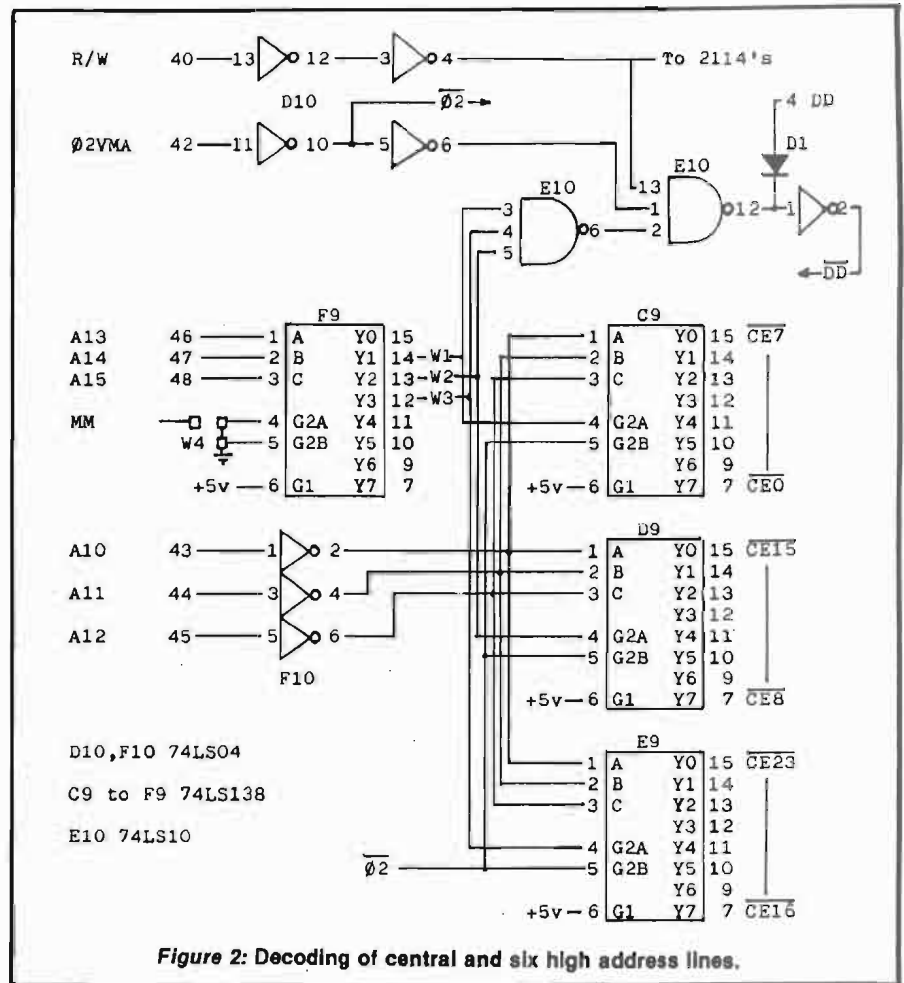 R/W 40 13 12 3 4 To 2114's
D10 φ2 4 DD
φ2VMA 42 11 10 5 6 D1
E10 E10
13
3 1 12 1 2
4 6 2
5 DD
F9 C9
A13 46 1 A Y0 15 1 A Y0 15 CE7
A14 47 2 B Y1 14 W1 2 B Y1 14
A15 48 3 C Y2 13 W2 3 C Y2 13
Y3 12 W3 Y3 12
MM 4 G2A Y4 11 4 G2A Y4 11
W4 5 G2B Y5 10 5 G2B Y5 10
Y6 9 Y6 9
+5v 6 G1 Y7 7 +5v 6 G1 Y7 7 CE0
D9
A10 43 1 2 1 A Y0 15 CE15
2 B Y1 14
A11 44 3 4 3 C Y2 13
Y3 12
A12 45 5 6 4 G2A Y4 11
5 G2B Y5 10
F10 Y6 9
+5v 6 G1 Y7 7 CE8
E9
D10,F10 74LS04 1 A Y0 15 CE23
2 B Y1 14
C9 to F9 74LS138 3 C Y2 13
Y3 12
E10 74LS10 4 G2A Y4 11
φ2 5 G2B Y5 10
Y6 9
+5v 6 G1 Y7 7 CE16
Figure 2: Decoding of central and six high address lines.